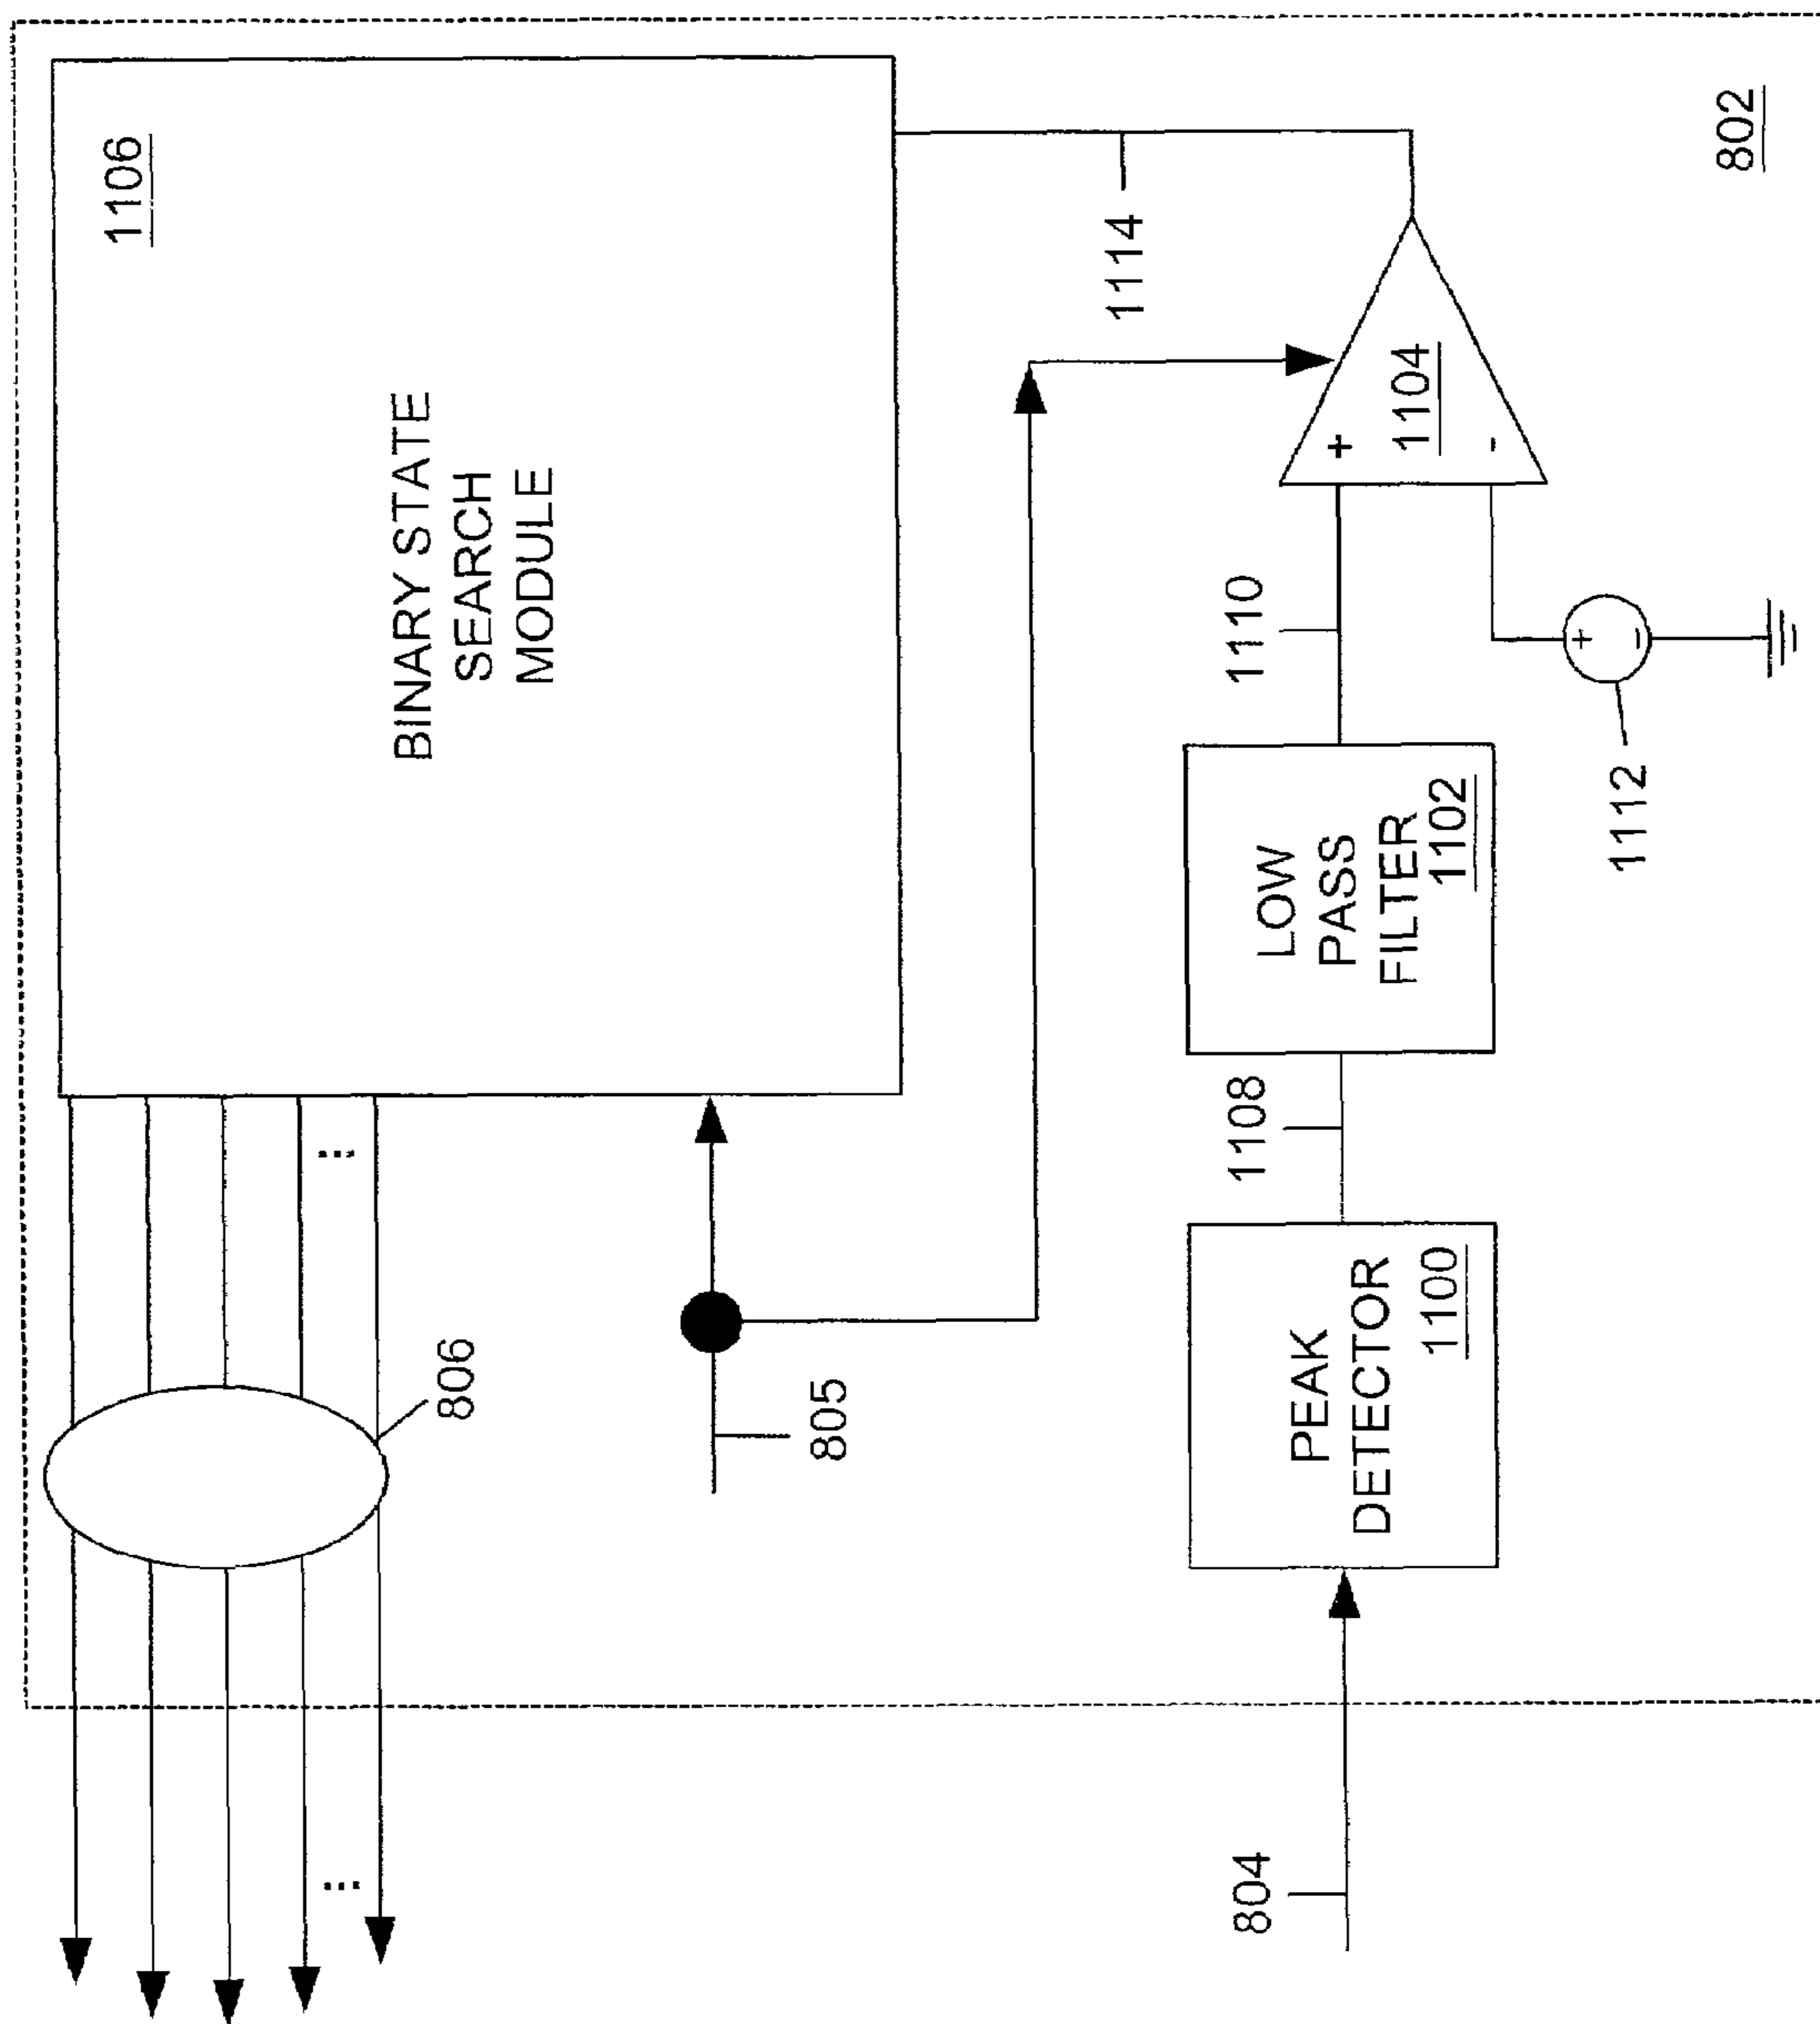 1106
BINARY STATE
SEARCH
MODULE
...
...
806
805
1114
804
PEAK
DETECTOR
1100
1108
LOW
PASS
FILTER
1102
1110
+
1104
-
+
-
1112
802